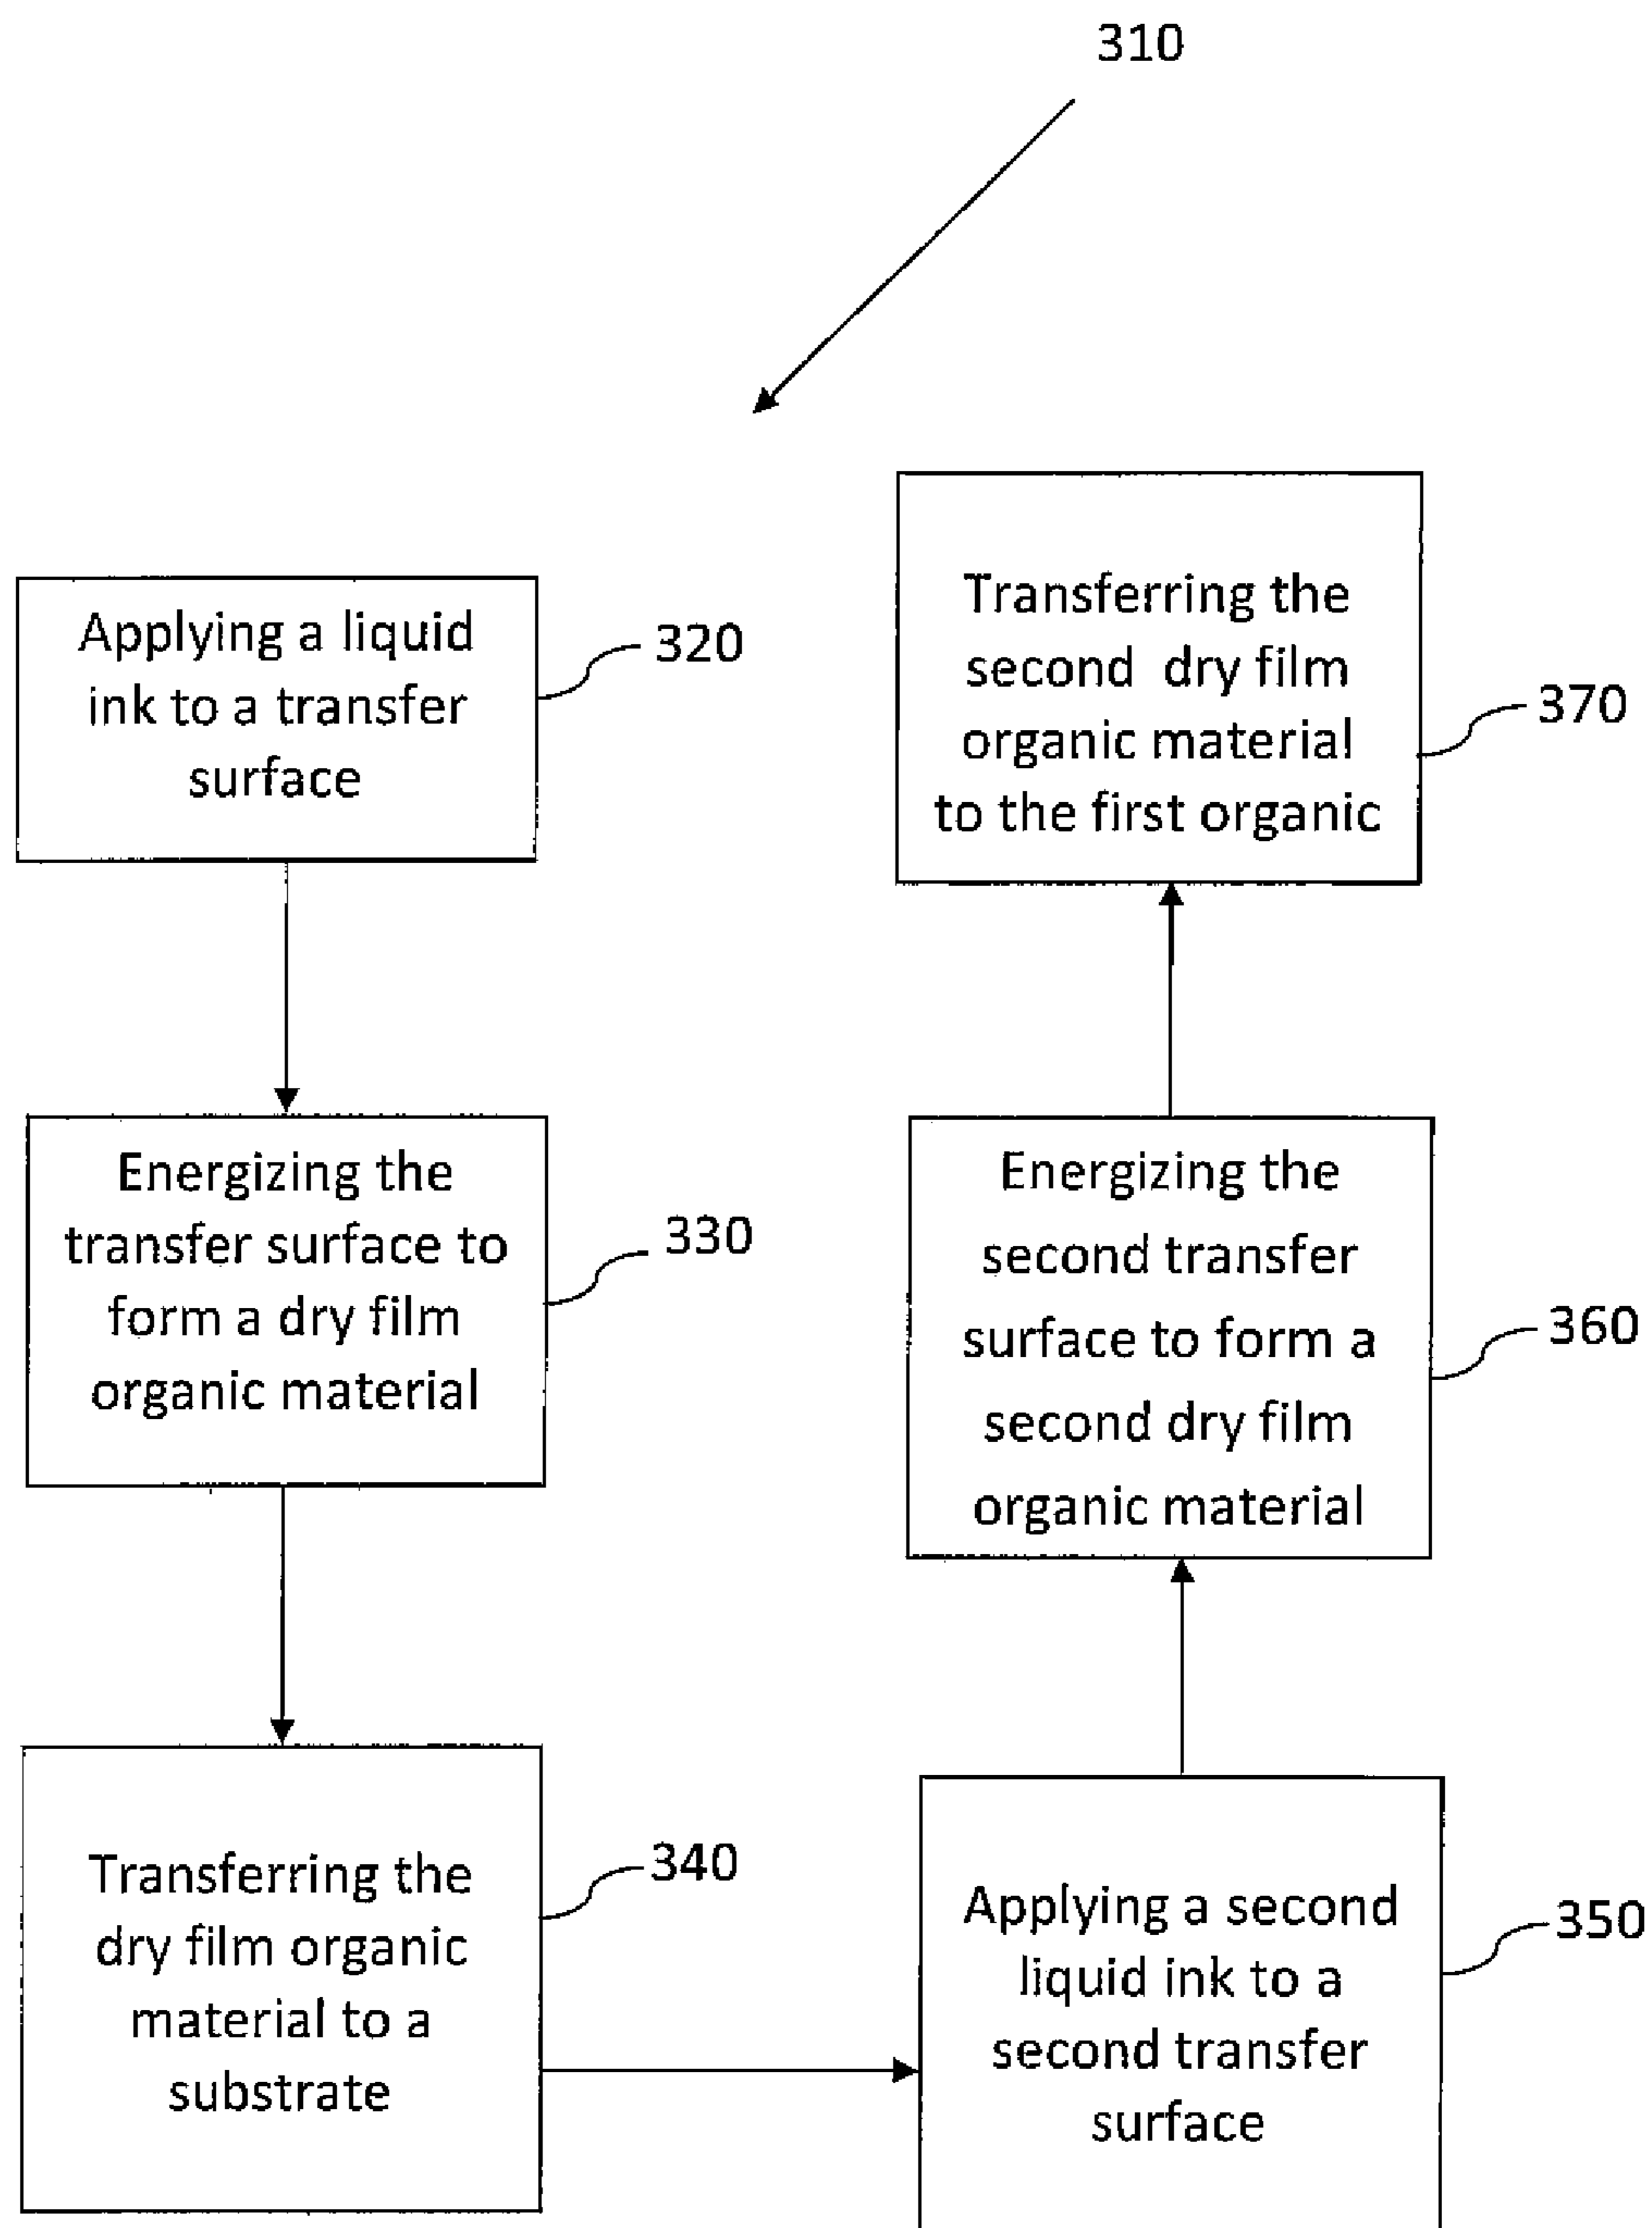 310
Applying a liquid
ink to a transfer
surface
320
Energizing the
transfer surface to
form a dry film
organic material
330
Transferring the
dry film organic
material to a
substrate
340
Applying a second
liquid ink to a
second transfer
surface
350
Energizing the
second transfer
surface to form a
second dry film
organic material
360
Transferring the
second dry film
organic material
to the first organic
370